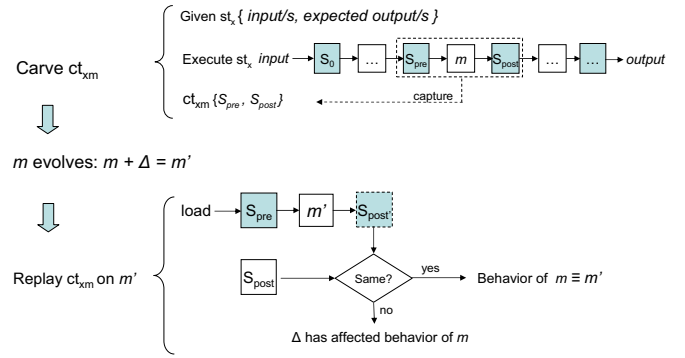 Given st_x { input/s, expected output/s }
Carve ct_xm
Execute st_x input S_0 ... S_pre m S_post ... ... output
ct_xm {S_pre, S_post} capture
m evolves: m + Δ = m'
load S_pre m' S_post'
Replay ct_xm on m'
S_post Same? yes Behavior of m ≡ m'
no
Δ has affected behavior of m